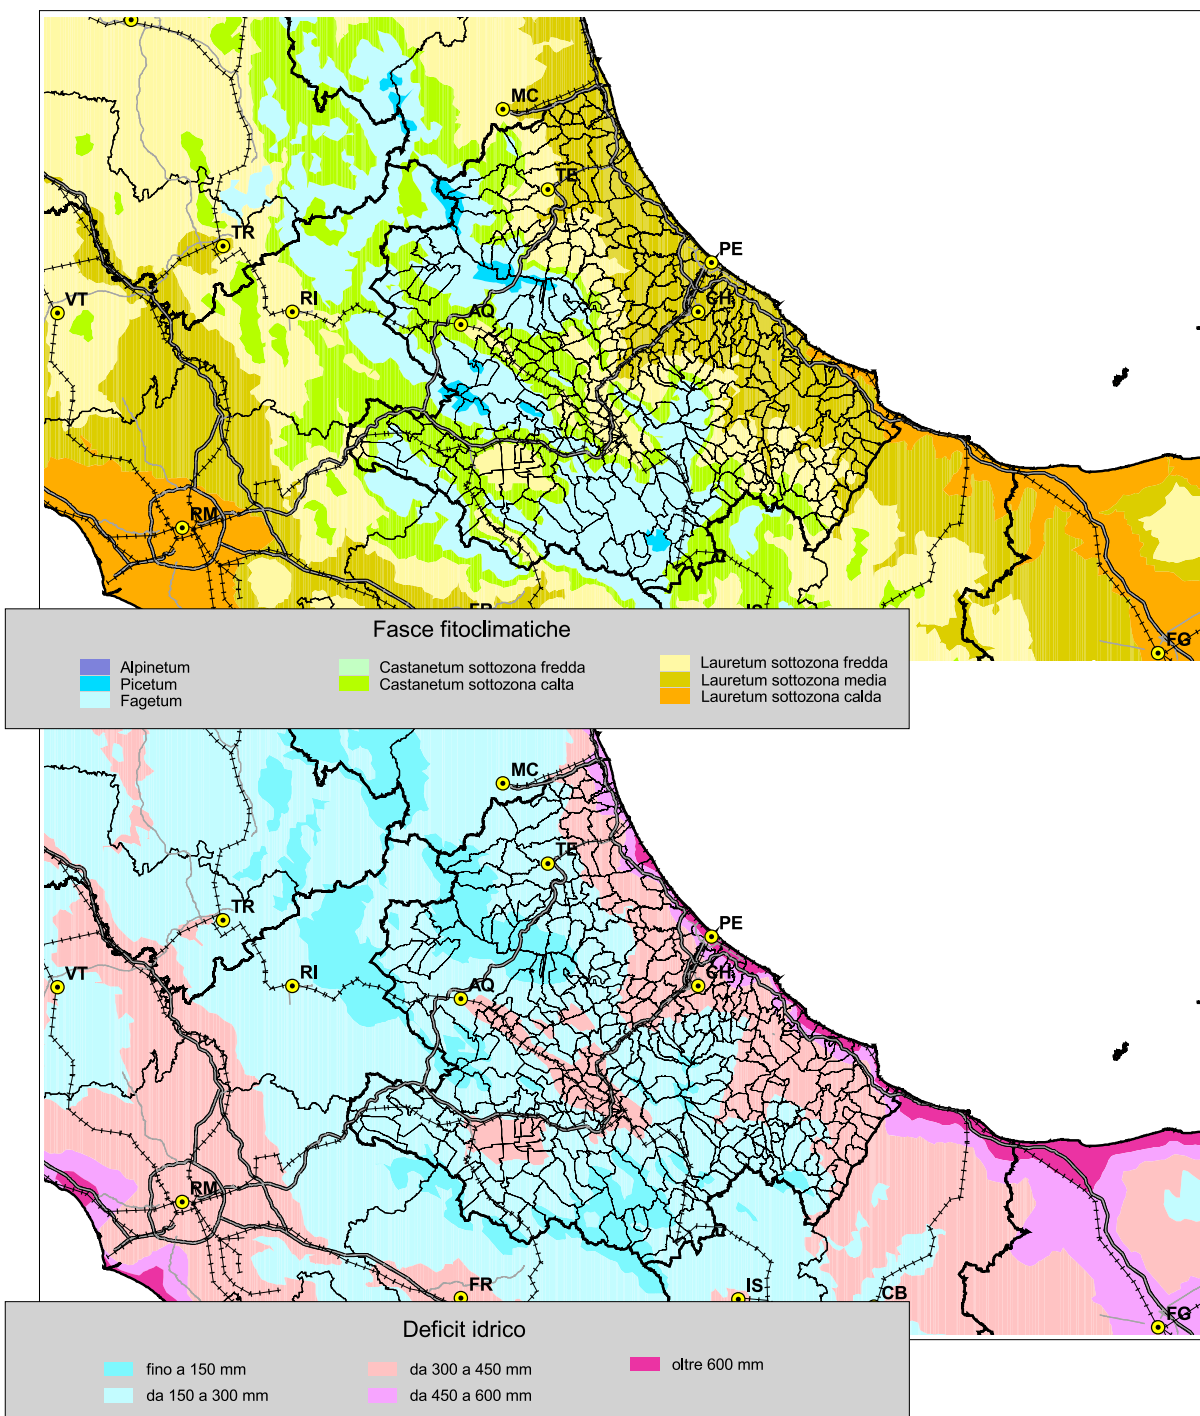 MC
TE
TR
PE
VT
RI
CH
AQ
RM
FR
IS
FG
Fasce fitoclimatiche
Alpinetum
Picetum
Fagetum
Castanetum sottozona fredda
Castanetum sottozona calta
Lauretum sottozona fredda
Lauretum sottozona media
Lauretum sottozona calda
MC
TE
TR
PE
VT
RI
CH
AQ
RM
FR
IS
CB
FG
Deficit idrico
fino a 150 mm
da 150 a 300 mm
da 300 a 450 mm
da 450 a 600 mm
oltre 600 mm